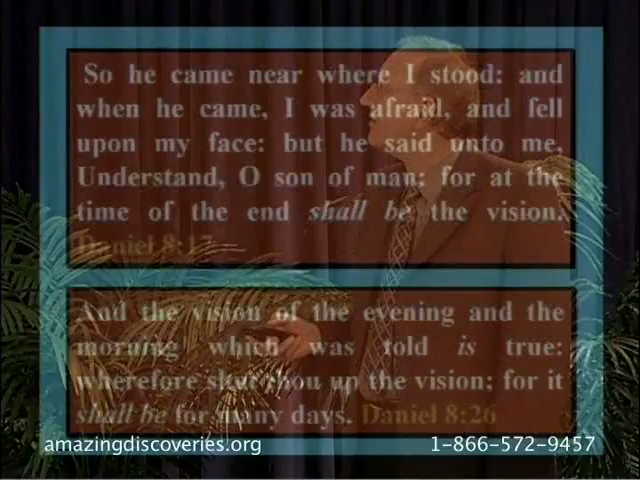 So he came near where I stood: and
when he came, I was afraid, and fell
upon my face: but he said unto me,
Understand, O son of man: for at the
time of the end shall be the vision.
Daniel 8:17
And the vision of the evening and the
morning which was told is true:
wherefore shut thou up the vision; for it
shall be for many days. Daniel 8:26
amazingdiscoveries.org
1-866-572-9457